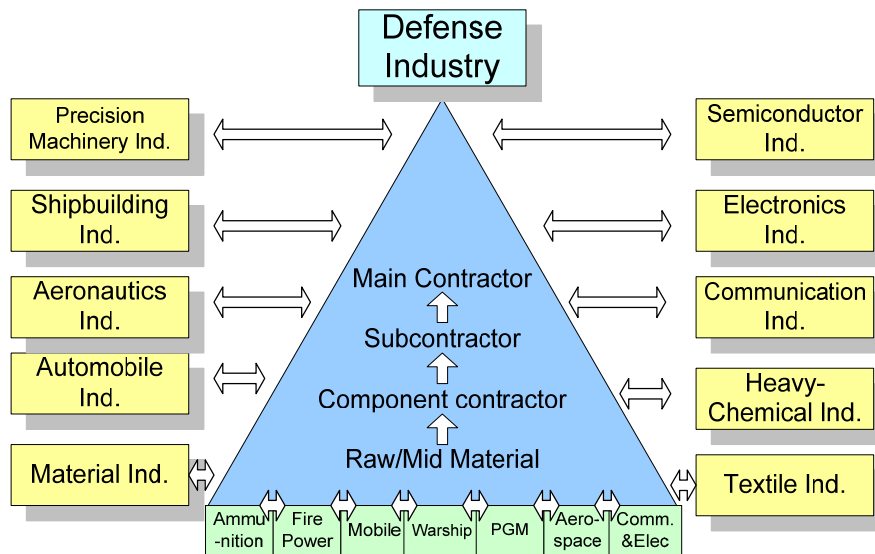 Defense
Industry
Precision
Machinery Ind.
Shipbuilding
Ind.
Aeronautics
Ind.
Automobile
Ind.
Material Ind.
Main Contractor
Subcontractor
Component contractor
Raw/Mid Material
Semiconductor
Ind.
Electronics
Ind.
Communication
Ind.
Heavy-
Chemical Ind.
Textile Ind.
Ammu
-nition
Fire
Power
Mobile
Warship
PGM
Aero-
space
Comm.
&Elec